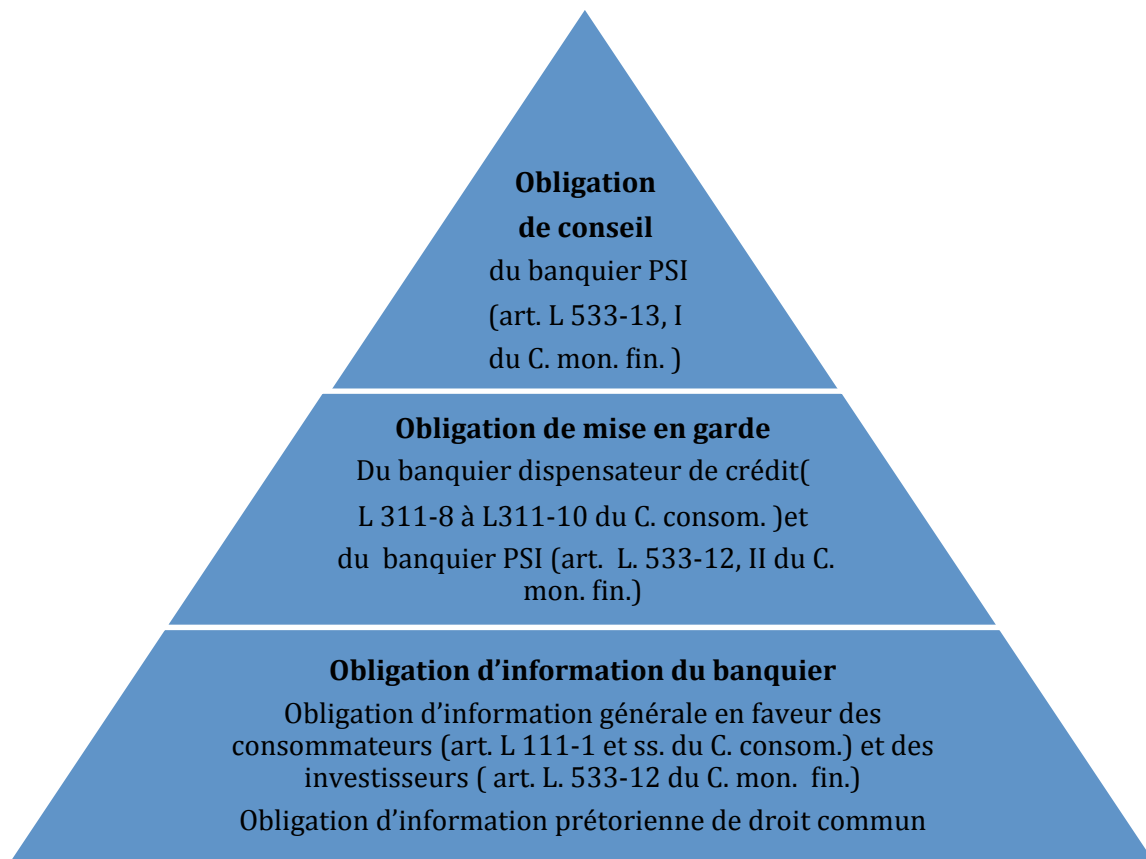 Obligation
de conseil
du banquier PSI
(art. L 533-13, I
du C. mon. fin. )
Obligation de mise en garde
Du banquier dispensateur de crédit(
L 311-8 à L311-10 du C. consom. )et
du banquier PSI (art. L. 533-12, II du C.
mon. fin.)
Obligation d’information du banquier
Obligation d’information générale en faveur des
consommateurs (art. L 111-1 et ss. du C. consom.) et des
investisseurs ( art. L. 533-12 du C. mon. fin.)
Obligation d’information prétorienne de droit commun